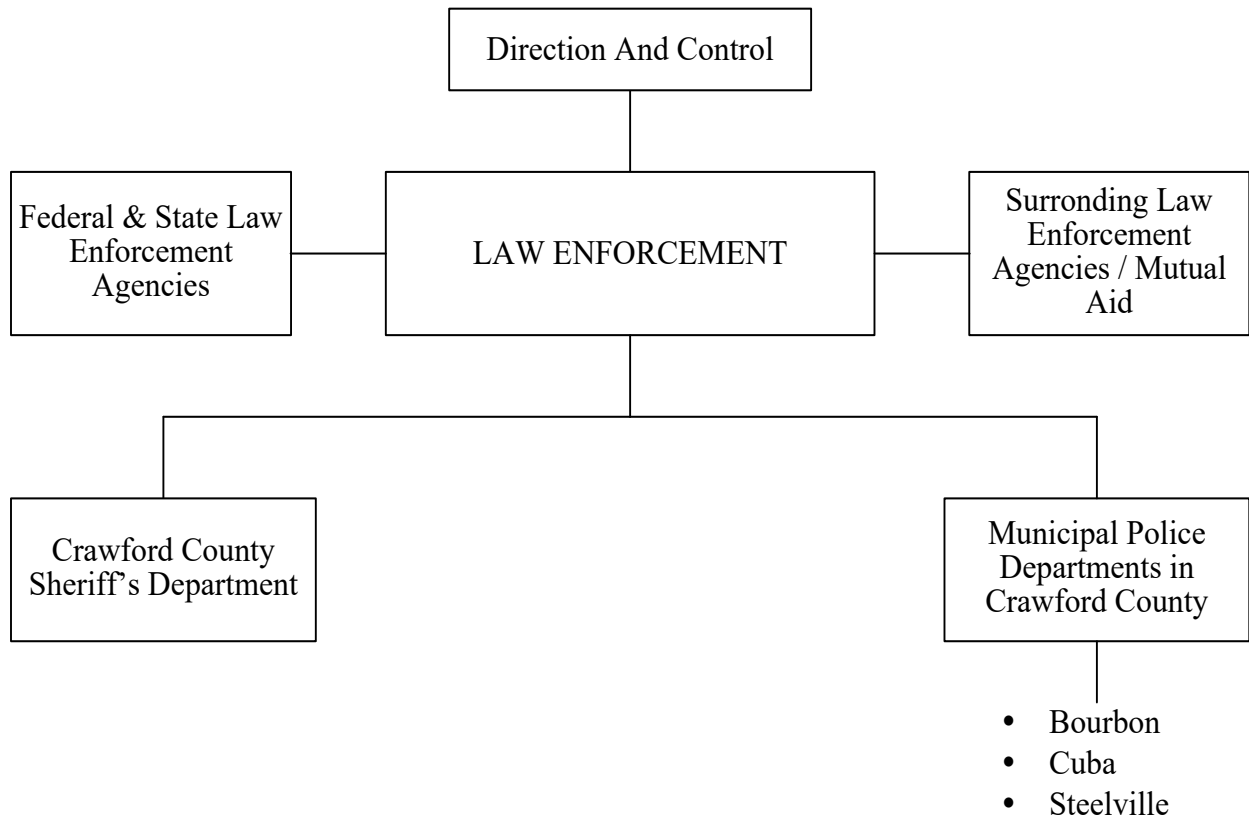 Direction And Control
Federal & State Law
Enforcement
Agencies
LAW ENFORCEMENT
Surronding Law
Enforcement
Agencies / Mutual
Aid
Crawford County
Sheriff’s Department
Municipal Police
Departments in
Crawford County
• Bourbon
• Cuba
• Steelville